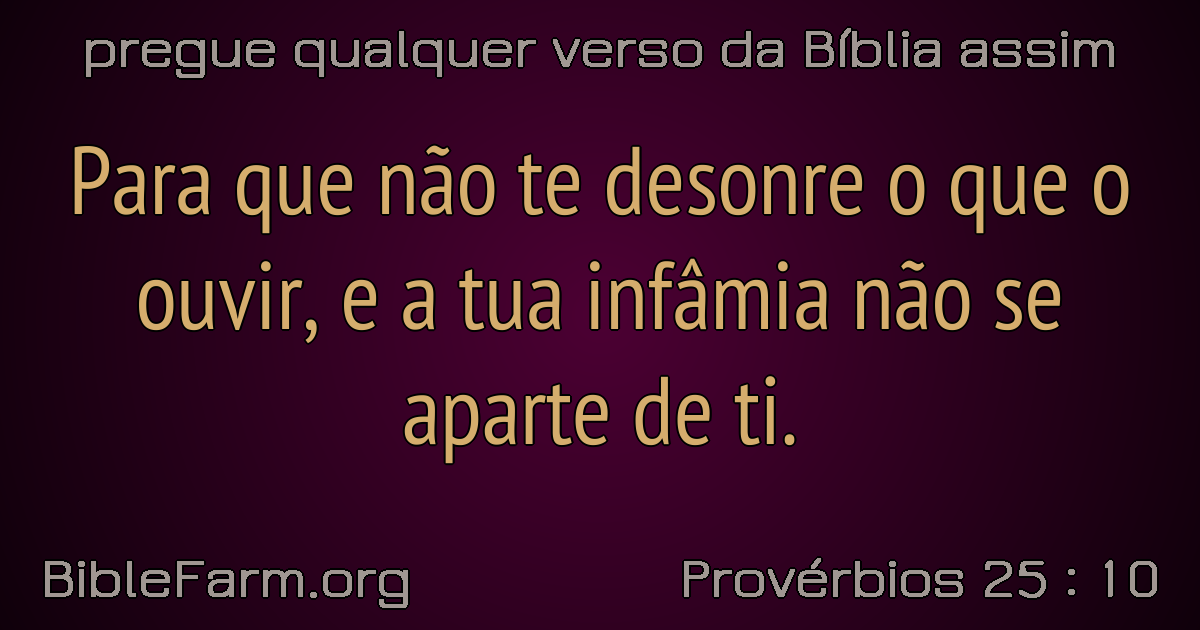 pregue qualquer verso da Bíblia assim
Para que não te desonre o que o
ouvir, e a tua infâmia não se
aparte de ti.
BibleFarm.org
Provérbios 25 : 10